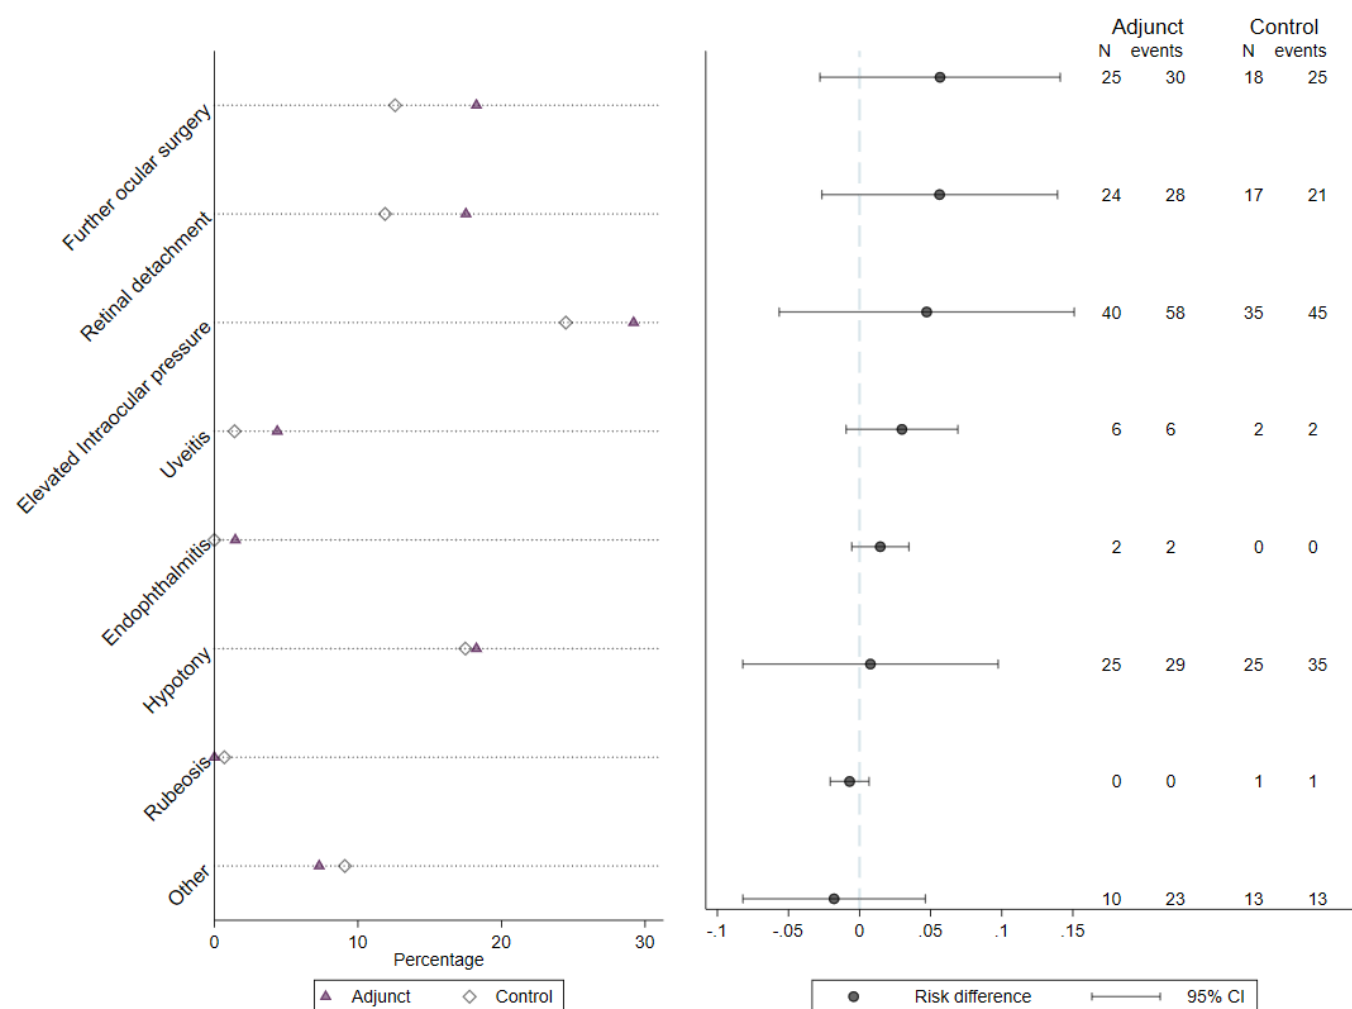 Adjunct Control
N events N events
25 30 18 25
Further ocular surgery
24 28 17 21
Retinal detachment
40 58 35 45
Elevated Intraocular pressure
6 6 2 2
Uveitis
2 2 0 0
Endophthalmitis
25 29 25 35
Hypotony
0 0 1 1
Rubeosis
10 23 13 13
Other
0 10 20 30
Percentage
-.1 -.05 0 .05 .1 .15
Adjunct Control
Risk difference 95% CI